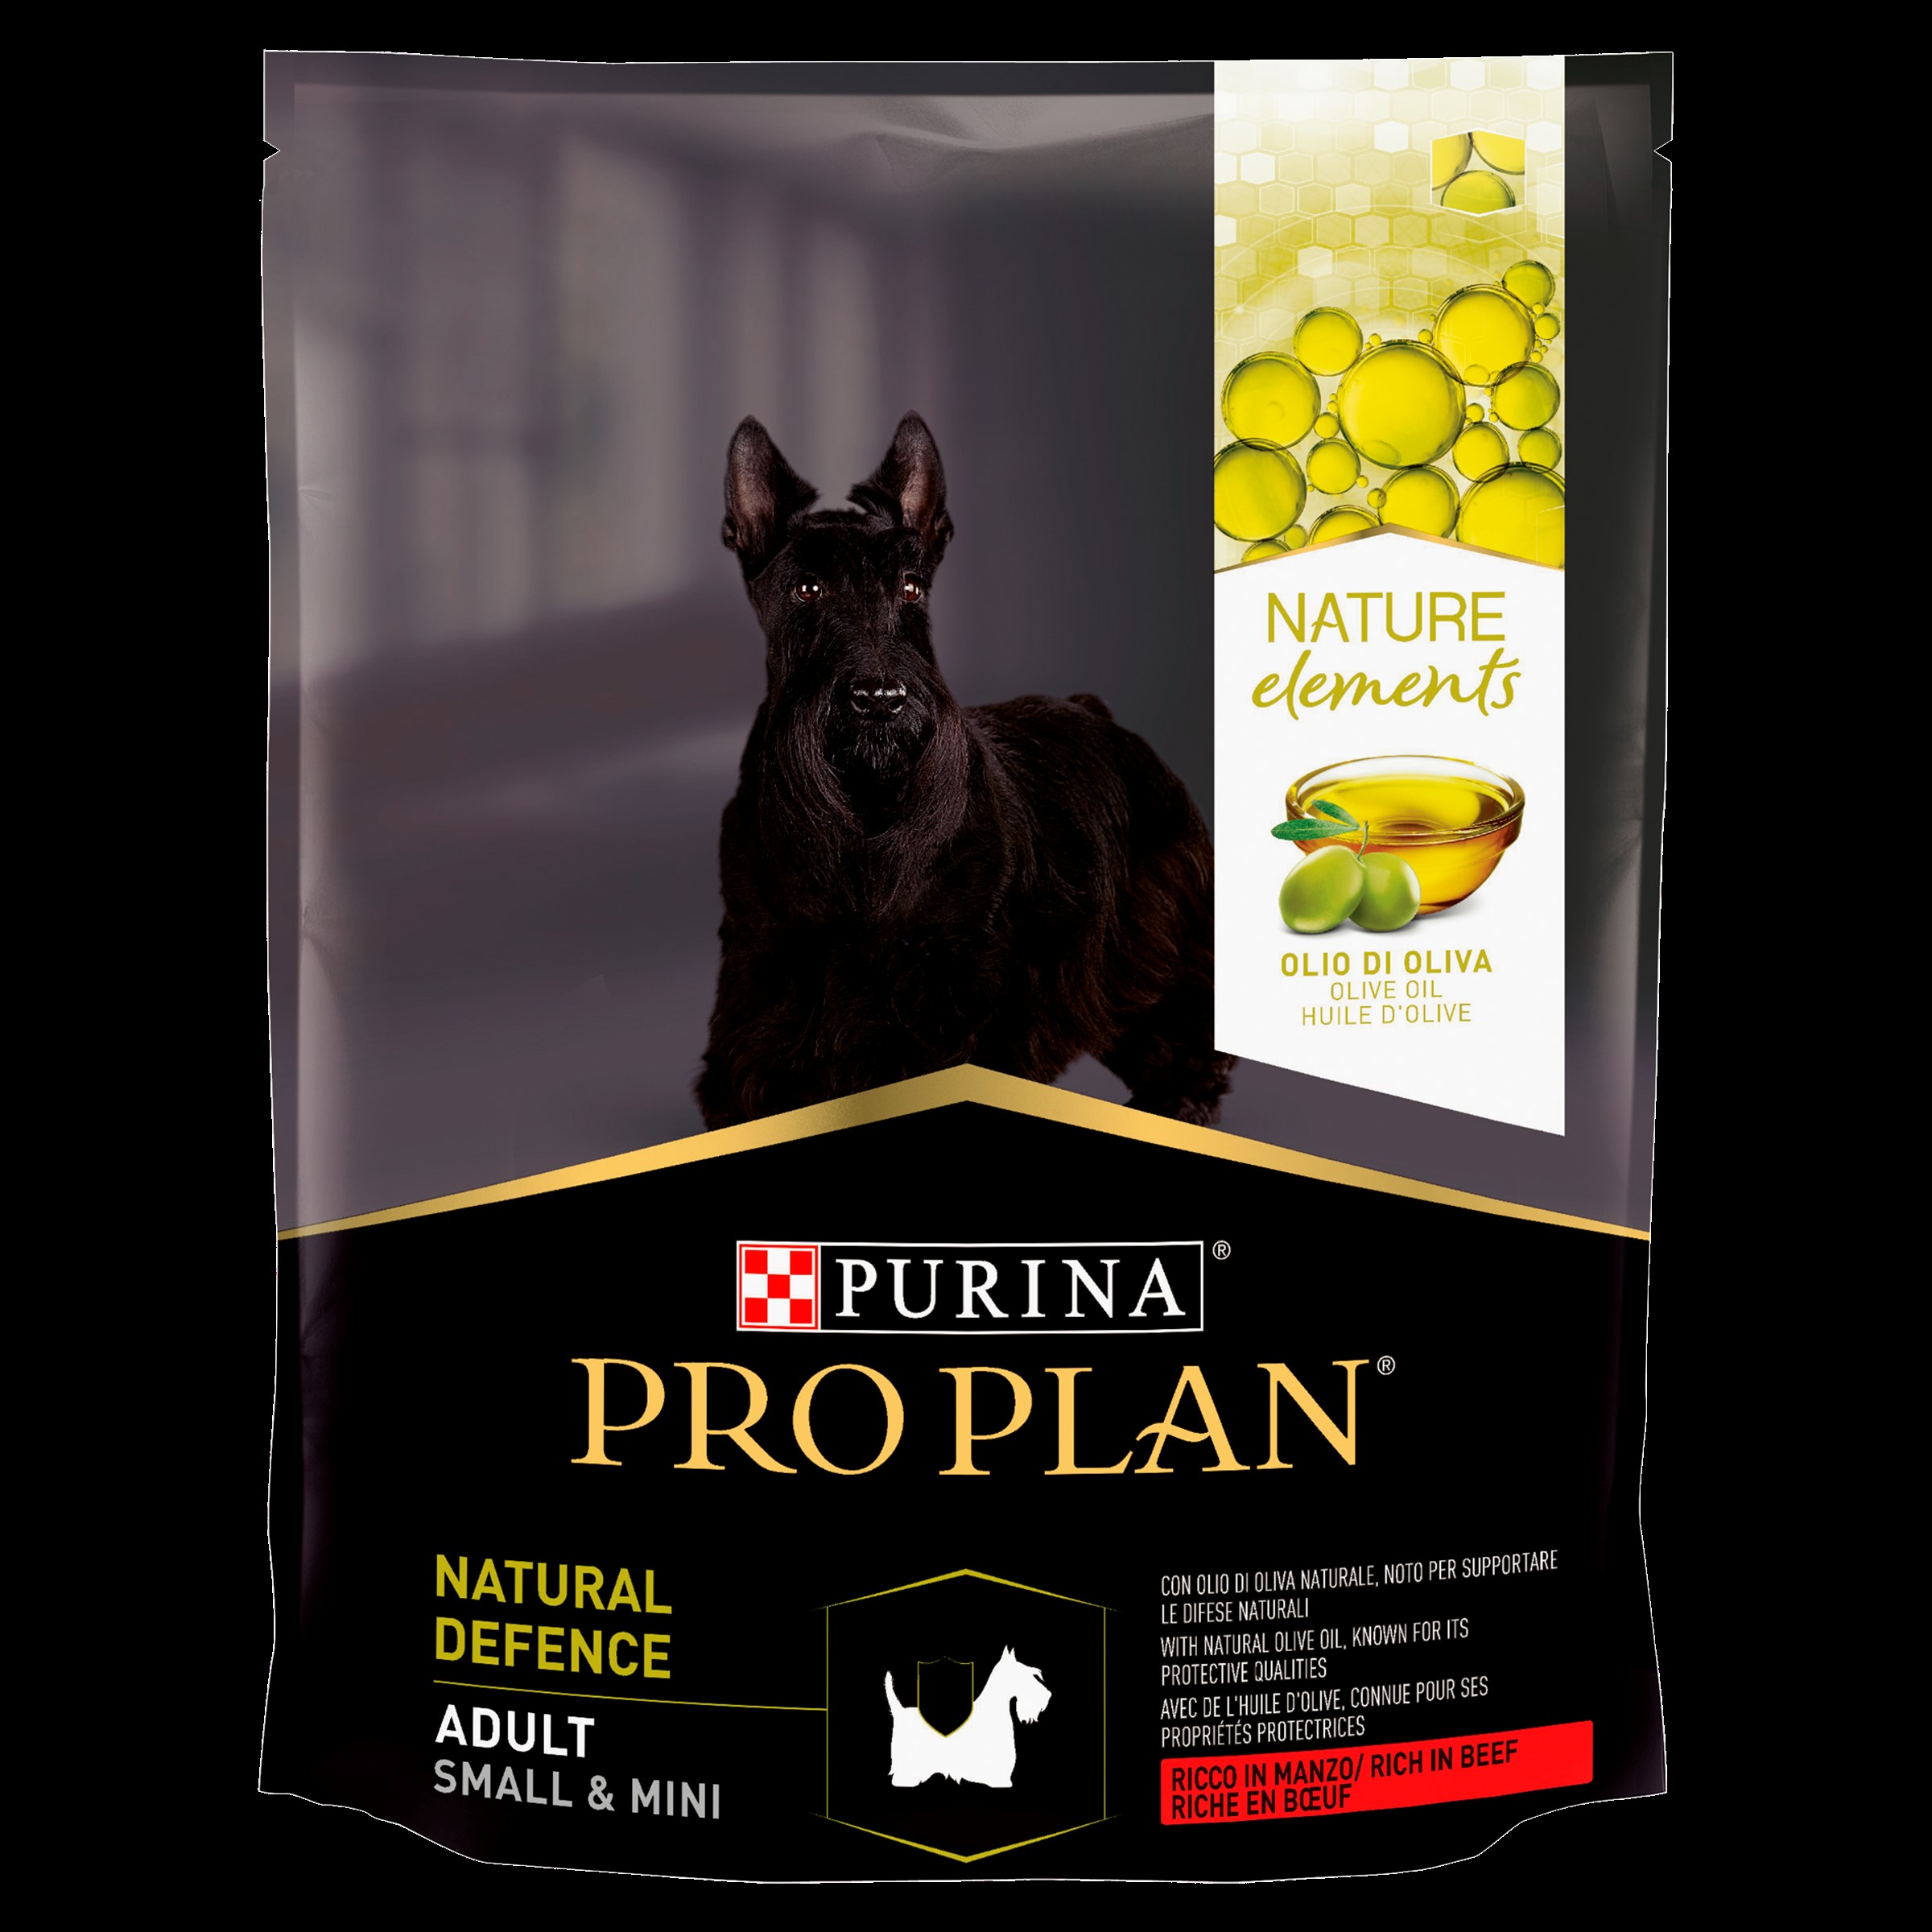 NATURE
elements
OLIO DI OLIVA
OLIVE OIL
HUILE D'OLIVE
PURINA®
PRO PLAN®
NATURAL
DEFENCE
ADULT
SMALL & MINI
CON OLIO DI OLIVA NATURALE, NOTO PER SUPPORTARE
LE DIFESE NATURALI
WITH NATURAL OLIVE OIL, KNOWN FOR ITS
PROTECTIVE QUALITIES
AVEC DE L'HUILE D'OLIVE, CONNUE POUR SES
PROPRIÉTÉS PROTECTRICES
RICCO IN MANZO/ RICH IN BEEF
RICHE EN BŒUF